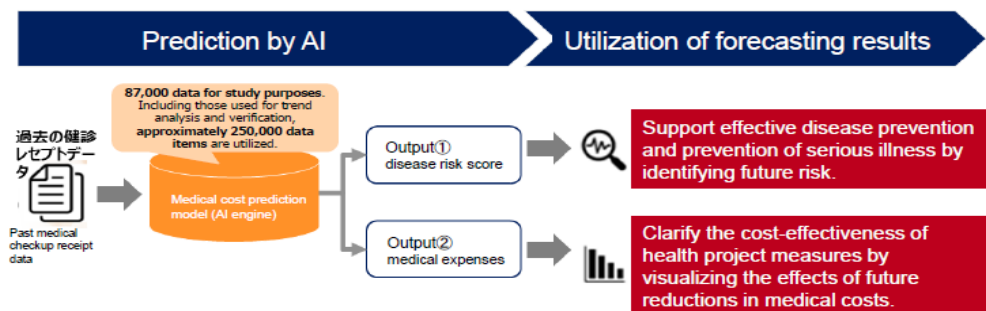 Prediction by AI
Utilization of forecasting results
87,000 data for study purposes.
Including those used for trend
analysis and verification,
approximately 250,000 data
items are utilized.
過去の健診
レセプトデー
タ
Past medical
checkup receipt
data
Medical cost prediction
model (AI engine)
Output①
disease risk score
Output②
medical expenses
Support effective disease prevention
and prevention of serious illness by
identifying future risk.
Clarify the cost-effectiveness of
health project measures by
visualizing the effects of future
reductions in medical costs.